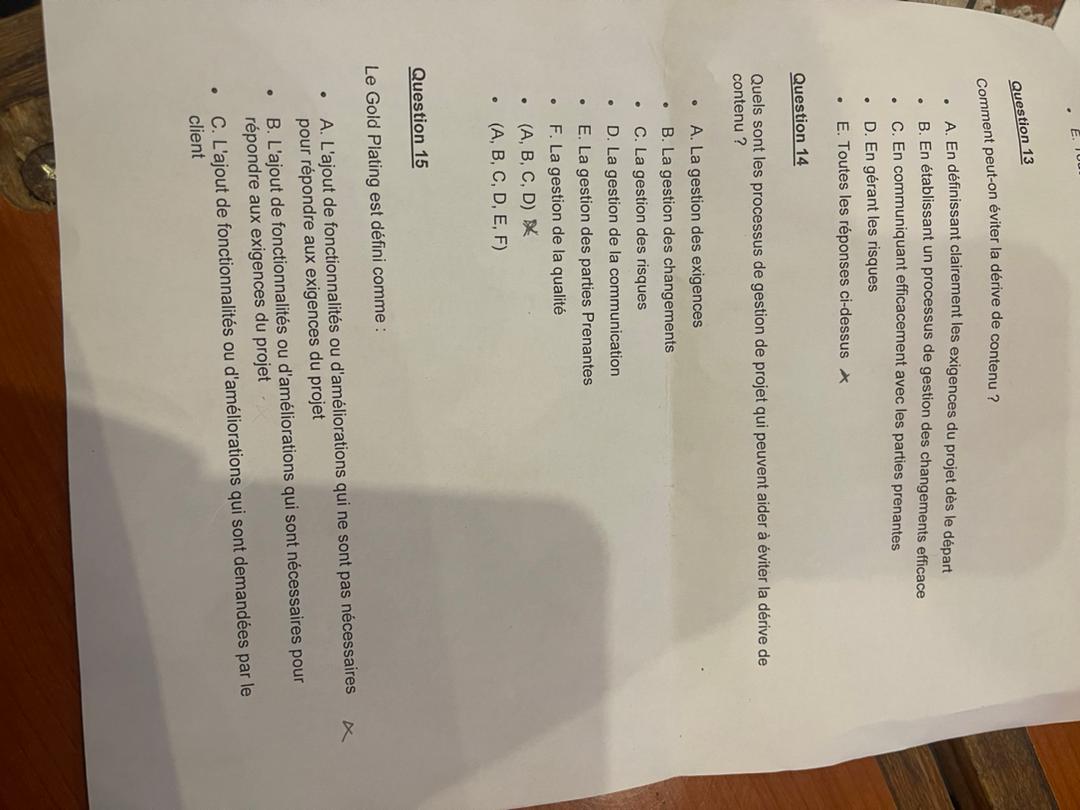 E.
Question 13
Comment peut-on éviter la dérive de contenu ?
• A. En définissant clairement les exigences du projet dès le départ
• B. En établissant un processus de gestion des changements efficace
• C. En communiquant efficacement avec les parties prenantes
• D. En gérant les risques
• E. Toutes les réponses ci-dessus
Question 14
Quels sont les processus de gestion de projet qui peuvent aider à éviter la dérive de
contenu ?
• A. La gestion des exigences
• B. La gestion des changements
• C. La gestion des risques
• D. La gestion de la communication
• E. La gestion des parties Prenantes
• F. La gestion de la qualité
• (A, B, C, D)
• (A, B, C, D, E, F)
Question 15
Le Gold Plating est défini comme :
• A. L'ajout de fonctionnalités ou d'améliorations qui ne sont pas nécessaires
pour répondre aux exigences du projet
• B. L'ajout de fonctionnalités ou d'améliorations qui sont nécessaires pour
répondre aux exigences du projet
• C. L'ajout de fonctionnalités ou d'améliorations qui sont demandées par le
client